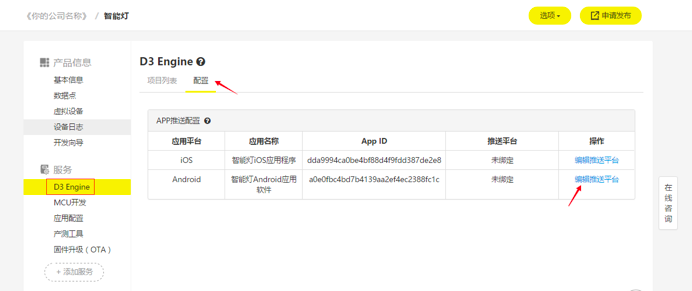 《你的公司名称》 / 智能灯
选项
申请发布
产品信息
基本信息
数据点
虚拟设备
设备日志
开发向导
服务
D3 Engine
MCU开发
应用配置
产测工具
固件升级（OTA）
+ 添加服务
D3 Engine ?
项目列表 配置
APP推送配置 ?
应用平台 应用名称 App ID 推送平台 操作
iOS 智能灯iOS应用程序 dda9994ca0be4bf88d4f9fdd387de2e8 未绑定 编辑推送平台
Android 智能灯Android应用软件 a0e0fbc4bd7b4139aa2ef4ec2388fc1c 未绑定 编辑推送平台
在线咨询